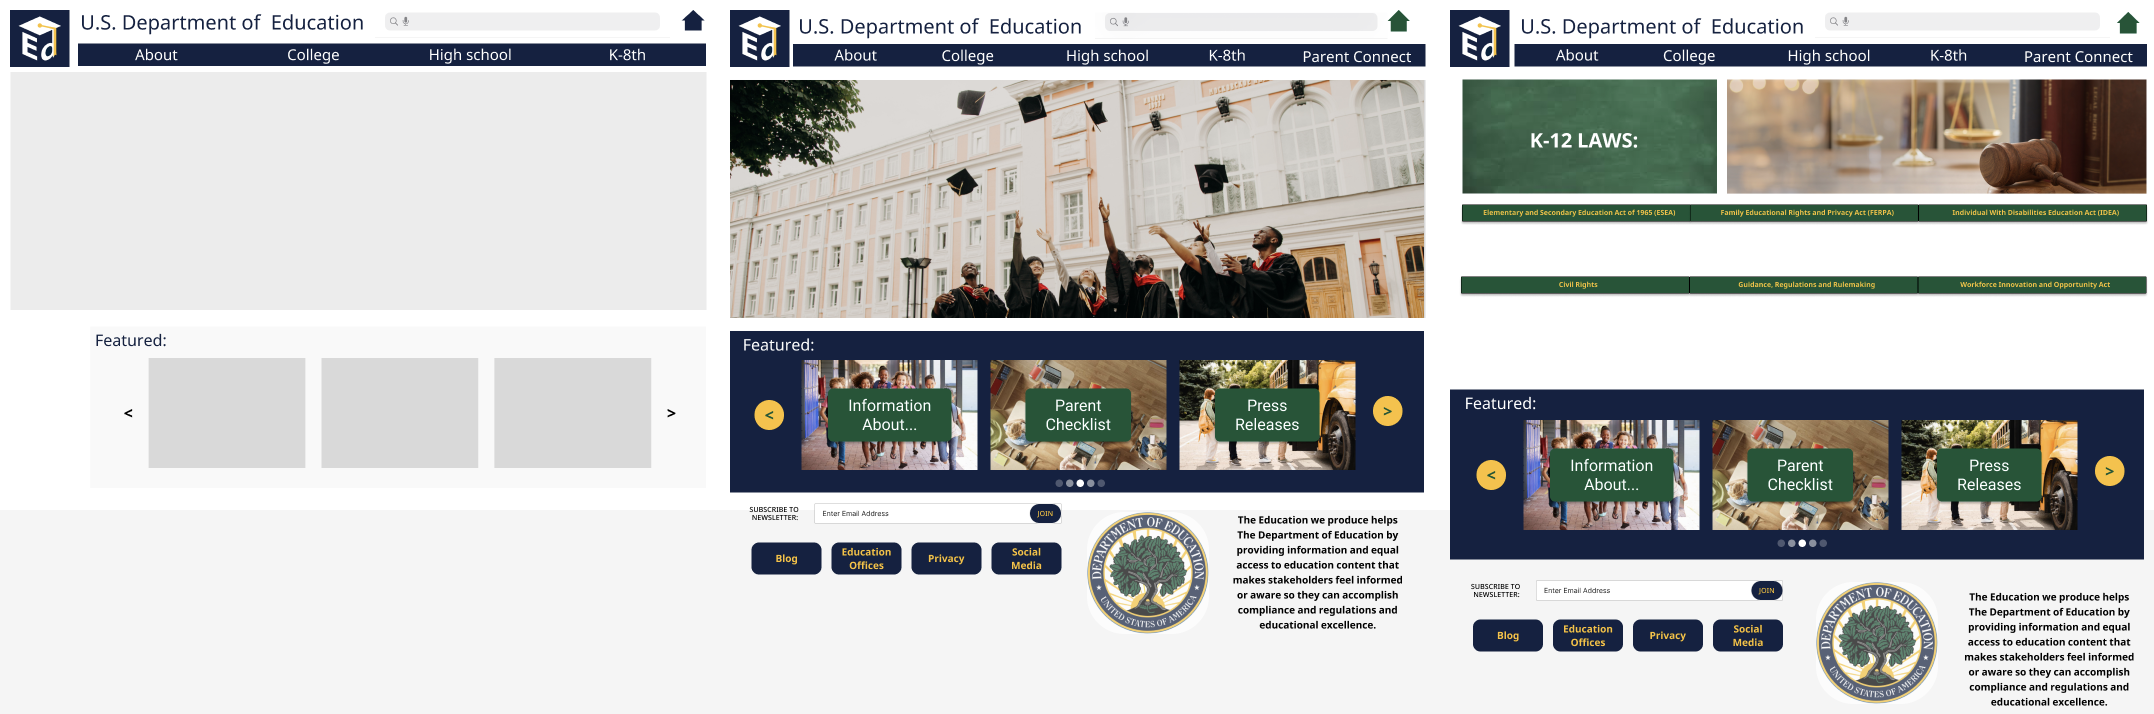 Ed
U.S. Department of Education
About College High school K-8th
Featured:
< >
Ed
U.S. Department of Education
About College High school K-8th Parent Connect
Featured:
<
Information
About...
Parent
Checklist
Press
Releases
>
SUBSCRIBE TO
NEWSLETTER:
Enter Email Address
JOIN
Blog
Education
Offices
Privacy
Social
Media
DEPARTMENT OF EDUCATION
UNITED STATES OF AMERICA
The Education we produce helps
The Department of Education by
providing information and equal
access to education content that
makes stakeholders feel informed
or aware so they can accomplish
compliance and regulations and
educational excellence.
Ed
U.S. Department of Education
About College High school K-8th Parent Connect
K-12 LAWS:
Elementary and Secondary Education Act of 1965 (ESEA) Family Educational Rights and Privacy Act (FERPA) Individual With Disabilities Education Act (IDEA)
Civil Rights Guidance, Regulations and Rulemaking Workforce Innovation and Opportunity Act
Featured:
<
Information
About...
Parent
Checklist
Press
Releases
>
SUBSCRIBE TO
NEWSLETTER:
Enter Email Address
JOIN
Blog
Education
Offices
Privacy
Social
Media
DEPARTMENT OF EDUCATION
UNITED STATES OF AMERICA
The Education we produce helps
The Department of Education by
providing information and equal
access to education content that
makes stakeholders feel informed
or aware so they can accomplish
compliance and regulations and
educational excellence.